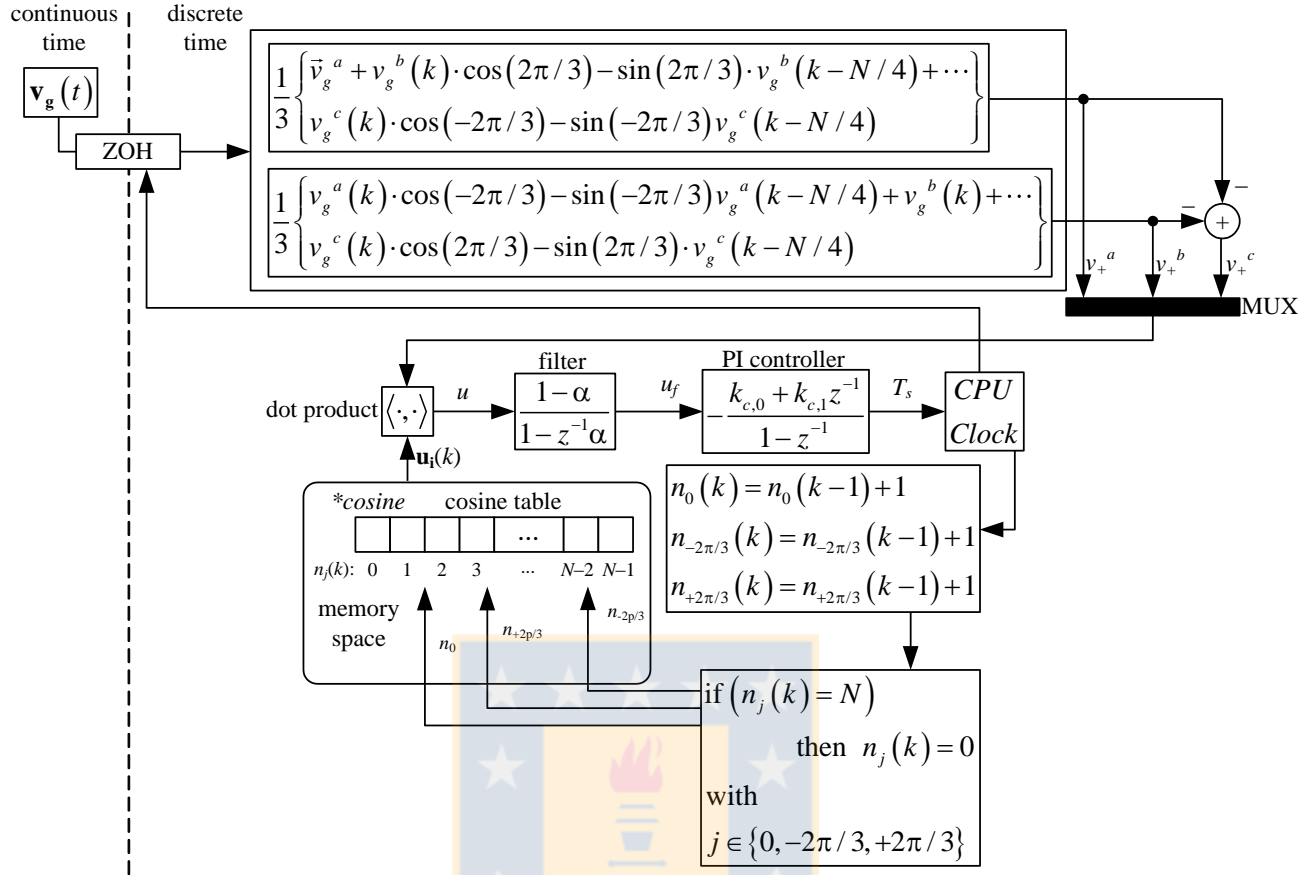 continuous time
discrete time
v_g(t)
ZOH
1/3 { v⃗_g^a + v_g^b(k)·cos(2π/3) − sin(2π/3)·v_g^b(k − N/4) + ⋯
v_g^c(k)·cos(−2π/3) − sin(−2π/3)v_g^c(k − N/4) }
1/3 { v_g^a(k)·cos(−2π/3) − sin(−2π/3)v_g^a(k − N/4) + v_g^b(k) + ⋯
v_g^c(k)·cos(2π/3) − sin(2π/3)·v_g^c(k − N/4) }
−
−
+
v_+^a
v_+^b
v_+^c
MUX
filter
PI controller
dot product
⟨·,·⟩
u
(1 − α)/(1 − z^{-1}α)
u_f
−(k_{c,0} + k_{c,1}z^{-1})/(1 − z^{-1})
T_s
CPU
Clock
u_i(k)
*cosine cosine table
...
n_j(k): 0 1 2 3 ... N–2 N–1
memory
space
n_0
n_{+2p/3}
n_{-2p/3}
n_0(k) = n_0(k−1)+1
n_{−2π/3}(k) = n_{−2π/3}(k−1)+1
n_{+2π/3}(k) = n_{+2π/3}(k−1)+1
if (n_j(k) = N)
then n_j(k) = 0
with
j ∈ {0, −2π/3, +2π/3}